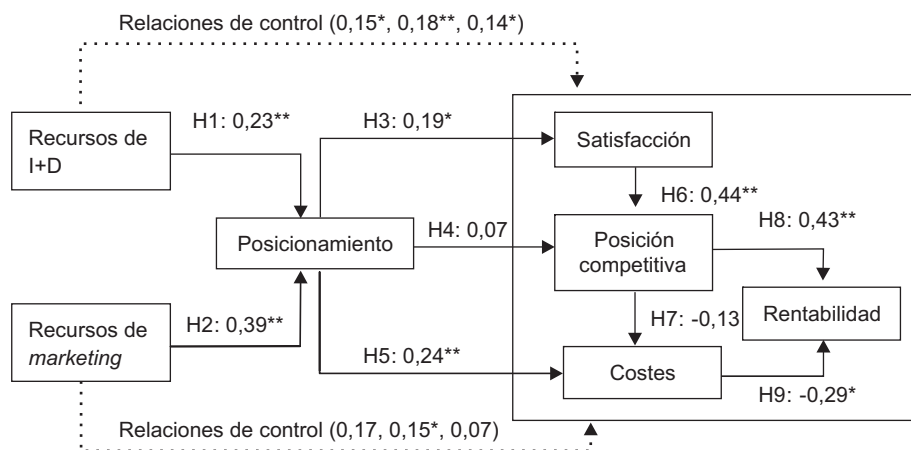 Relaciones de control (0,15*, 0,18**, 0,14*)
H1: 0,23**
H3: 0,19*
Recursos de
I+D
Satisfacción
H6: 0,44**
H8: 0,43**
Posicionamiento
H4: 0,07
Posición
competitiva
Recursos de
marketing
H2: 0,39**
H7: -0,13
Rentabilidad
H5: 0,24**
Costes
H9: -0,29*
Relaciones de control (0,17, 0,15*, 0,07)